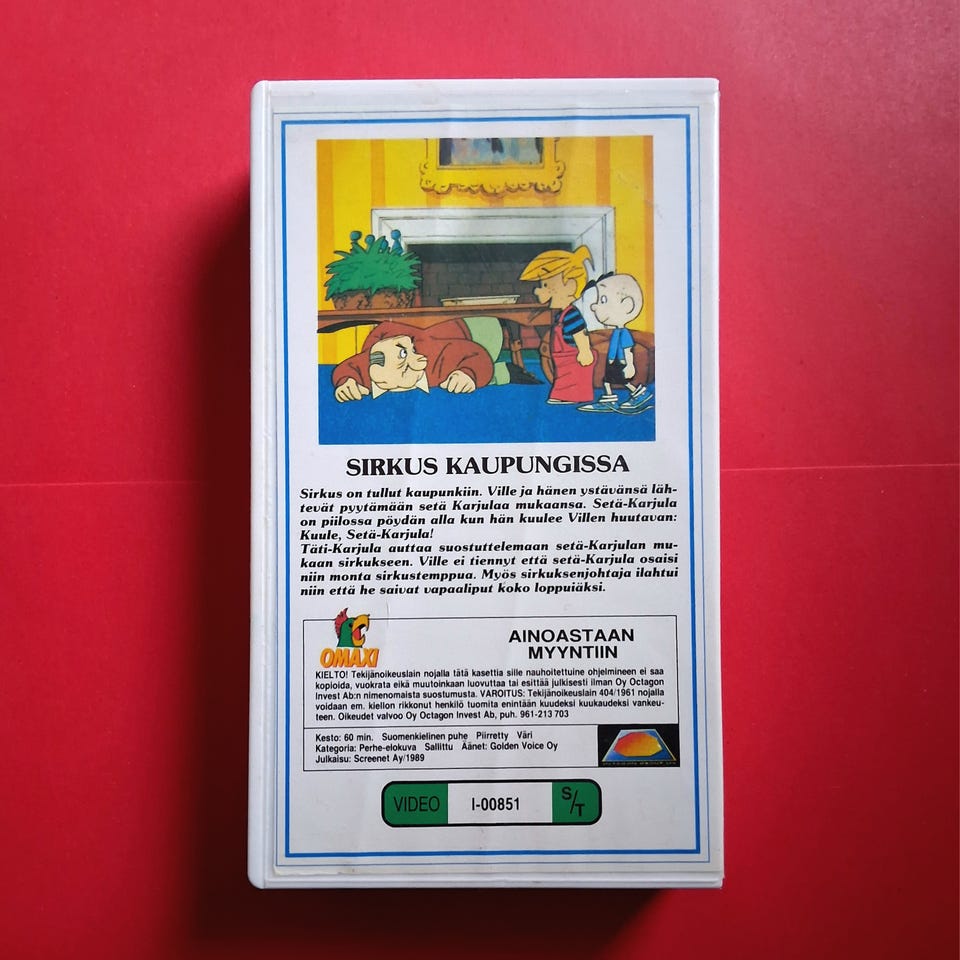 SIRKUS KAUPUNGISSA
Sirkus on tullut kaupunkiin. Ville ja hänen ystävänsä läh-
tevät pyytämään setä Karjulaa mukaansa. Setä-Karjula
on piilossa pöydän alla kun hän kuulee Villen huutavan:
Kuule, Setä-Karjula!
Täti-Karjula auttaa suostuttelemaan setä-Karjulan mu-
kaan sirkukseen. Ville ei tiennyt että setä-Karjula osaisi
niin monta sirkustemppua. Myös sirkuksenjohtaja ilahtui
niin että he saivat vapaaliput koko loppuiäksi.
OMAXI
AINOASTAAN
MYYNTIIN
KIELTO! Tekijänoikeuslain nojalla tätä kasettia sille nauhoitettuine ohjelmineen ei saa
kopioida, vuokrata eikä muutoinkaan luovuttaa tai esittää julkisesti ilman Oy Octagon
Invest Ab:n nimenomaista suostumusta. VAROITUS: Tekijänoikeuslain 404/1961 nojalla
voidaan em. kiellon rikkonut henkilö tuomita enintään kuudeksi kuukaudeksi vankeu-
teen. Oikeudet valvoo Oy Octagon Invest Ab, puh. 961-213 703
Kesto: 60 min. Suomenkielinen puhe Piirretty Väri
Kategoria: Perhe-elokuva Sallittu Äänet: Golden Voice Oy
Julkaisu: Screenet Ay/1989
VIDEO I-00851 S/T